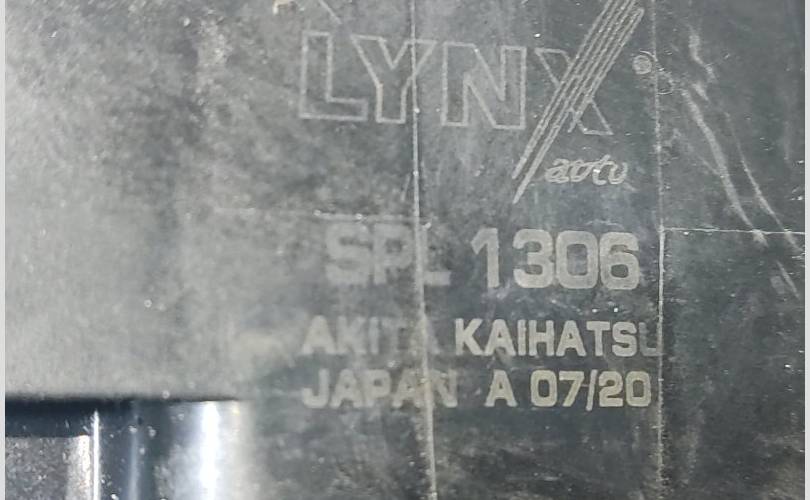 LYNX
auto
SPL 1306
AKITA KAIHATSU
JAPAN A 07/20